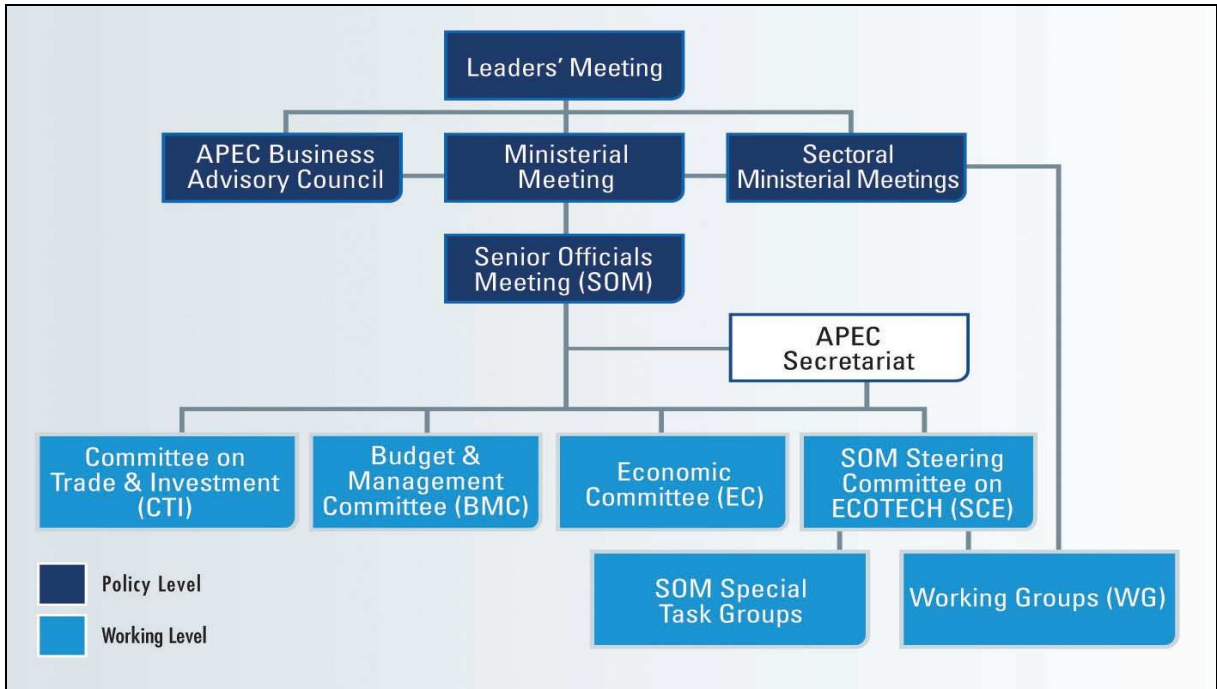 Leaders' Meeting
APEC Business
Advisory Council
Ministerial
Meeting
Sectoral
Ministerial Meetings
Senior Officials
Meeting (SOM)
APEC
Secretariat
Committee on
Trade & Investment
(CTI)
Budget &
Management
Committee (BMC)
Economic
Committee (EC)
SOM Steering
Committee on
ECOTECH (SCE)
SOM Special
Task Groups
Working Groups (WG)
Policy Level
Working Level